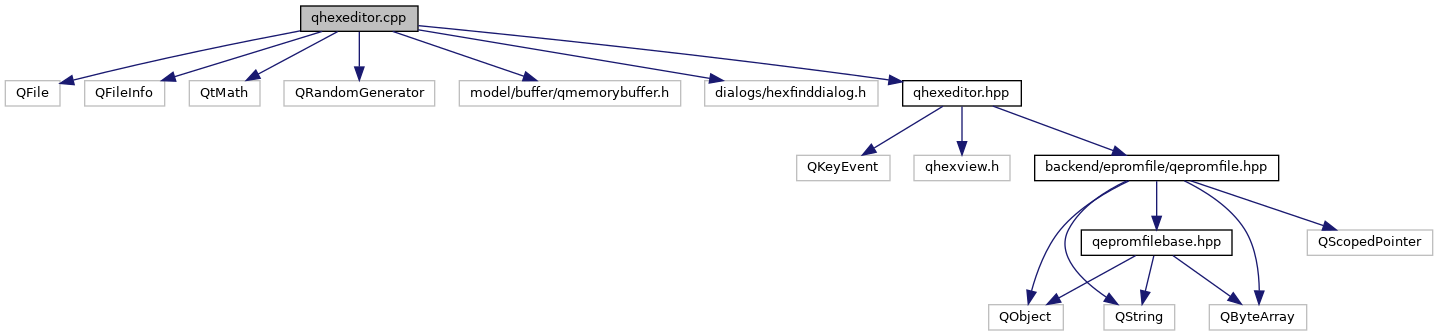 qhexeditor.cpp
QFile
QFileInfo
QtMath
QRandomGenerator
model/buffer/qmemorybuffer.h
dialogs/hexfinddialog.h
qhexeditor.hpp
QKeyEvent
qhexview.h
backend/epromfile/qepromfile.hpp
qepromfilebase.hpp
QScopedPointer
QObject
QString
QByteArray